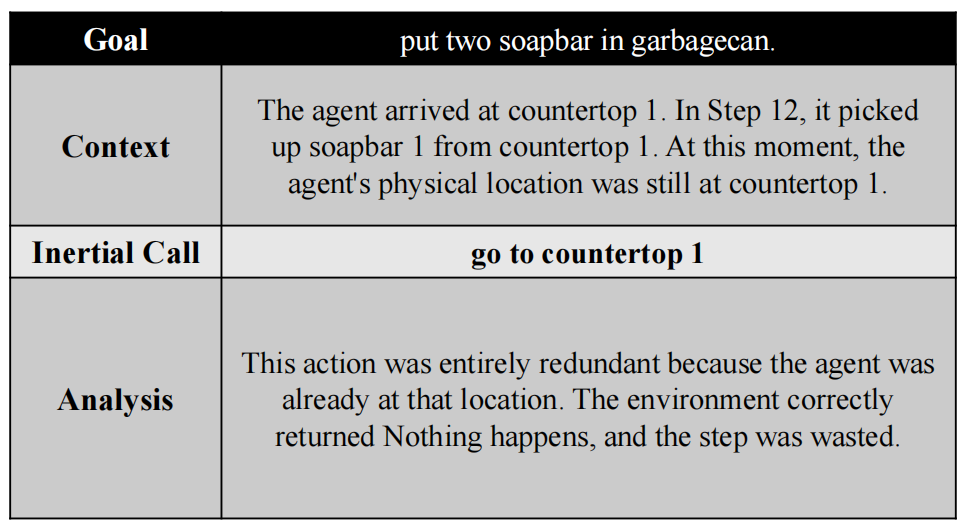 Goal
put two soapbar in garbagecan.
Context
The agent arrived at countertop 1. In Step 12, it picked
up soapbar 1 from countertop 1. At this moment, the
agent's physical location was still at countertop 1.
Inertial Call
go to countertop 1
Analysis
This action was entirely redundant because the agent was
already at that location. The environment correctly
returned Nothing happens, and the step was wasted.